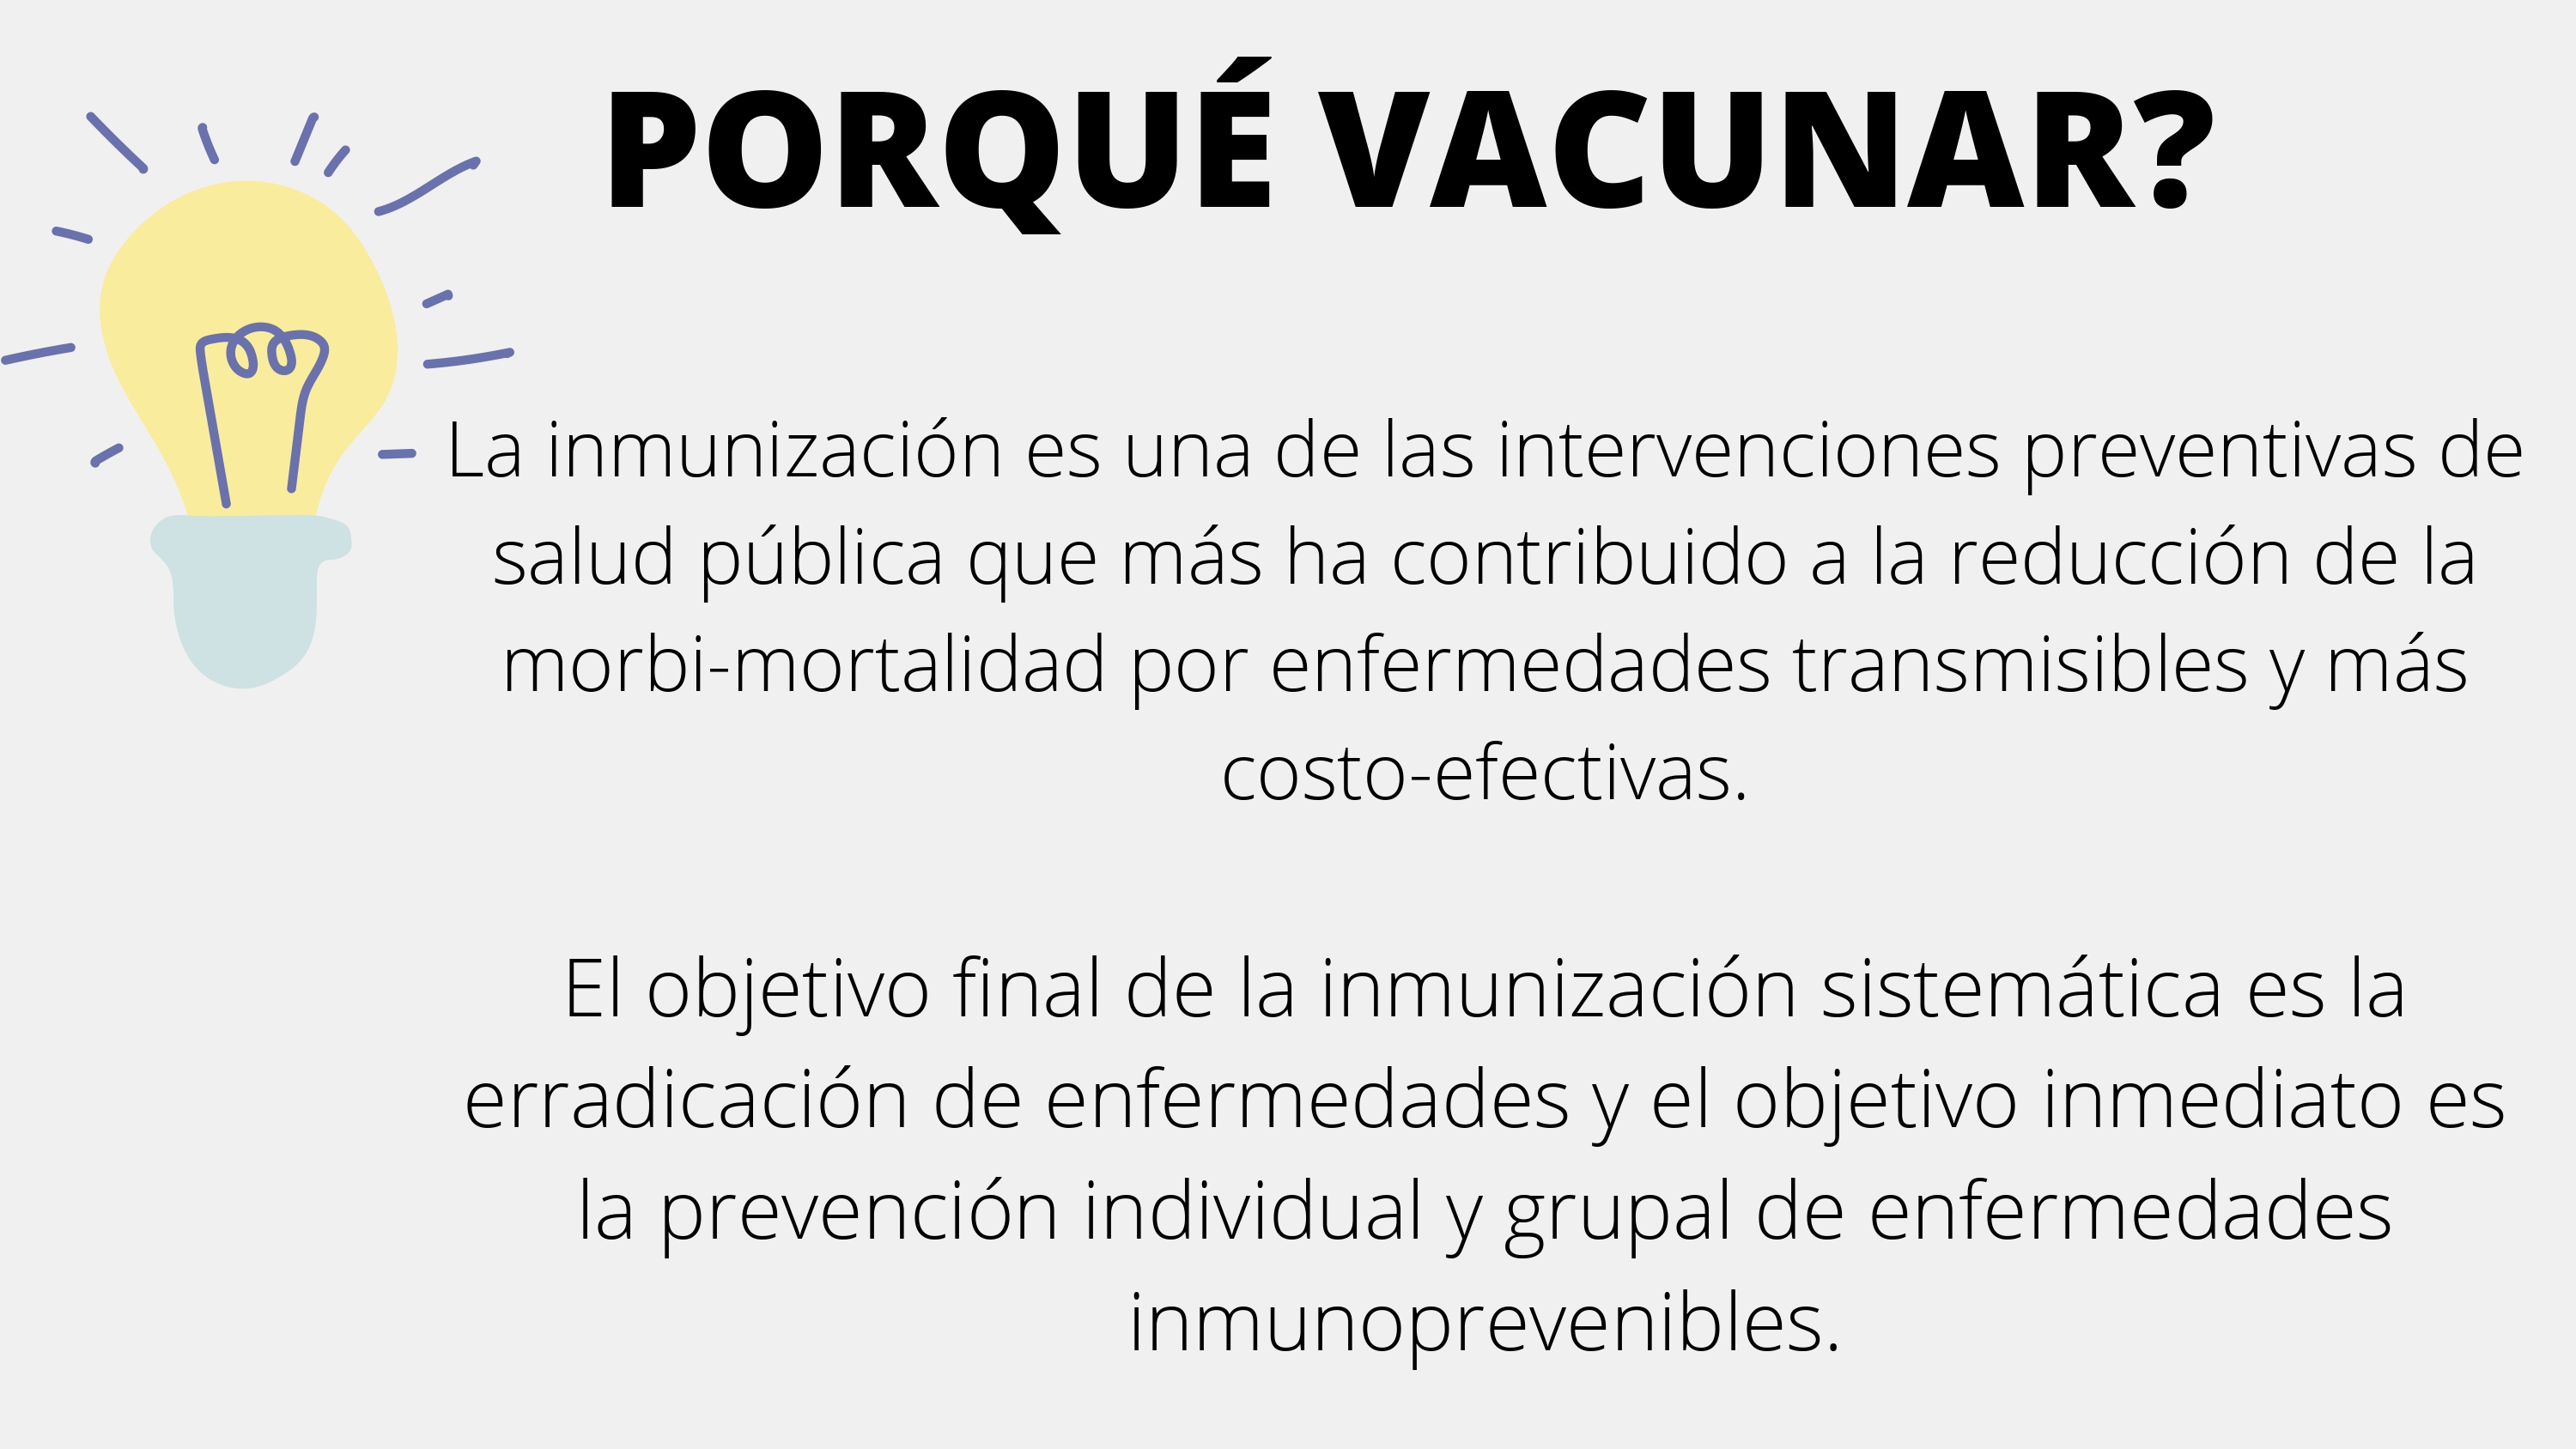 PORQUÉ VACUNAR?
La inmunización es una de las intervenciones preventivas de
salud pública que más ha contribuido a la reducción de la
morbi-mortalidad por enfermedades transmisibles y más
costo-efectivas.
El objetivo final de la inmunización sistemática es la
erradicación de enfermedades y el objetivo inmediato es
la prevención individual y grupal de enfermedades
inmunoprevenibles.